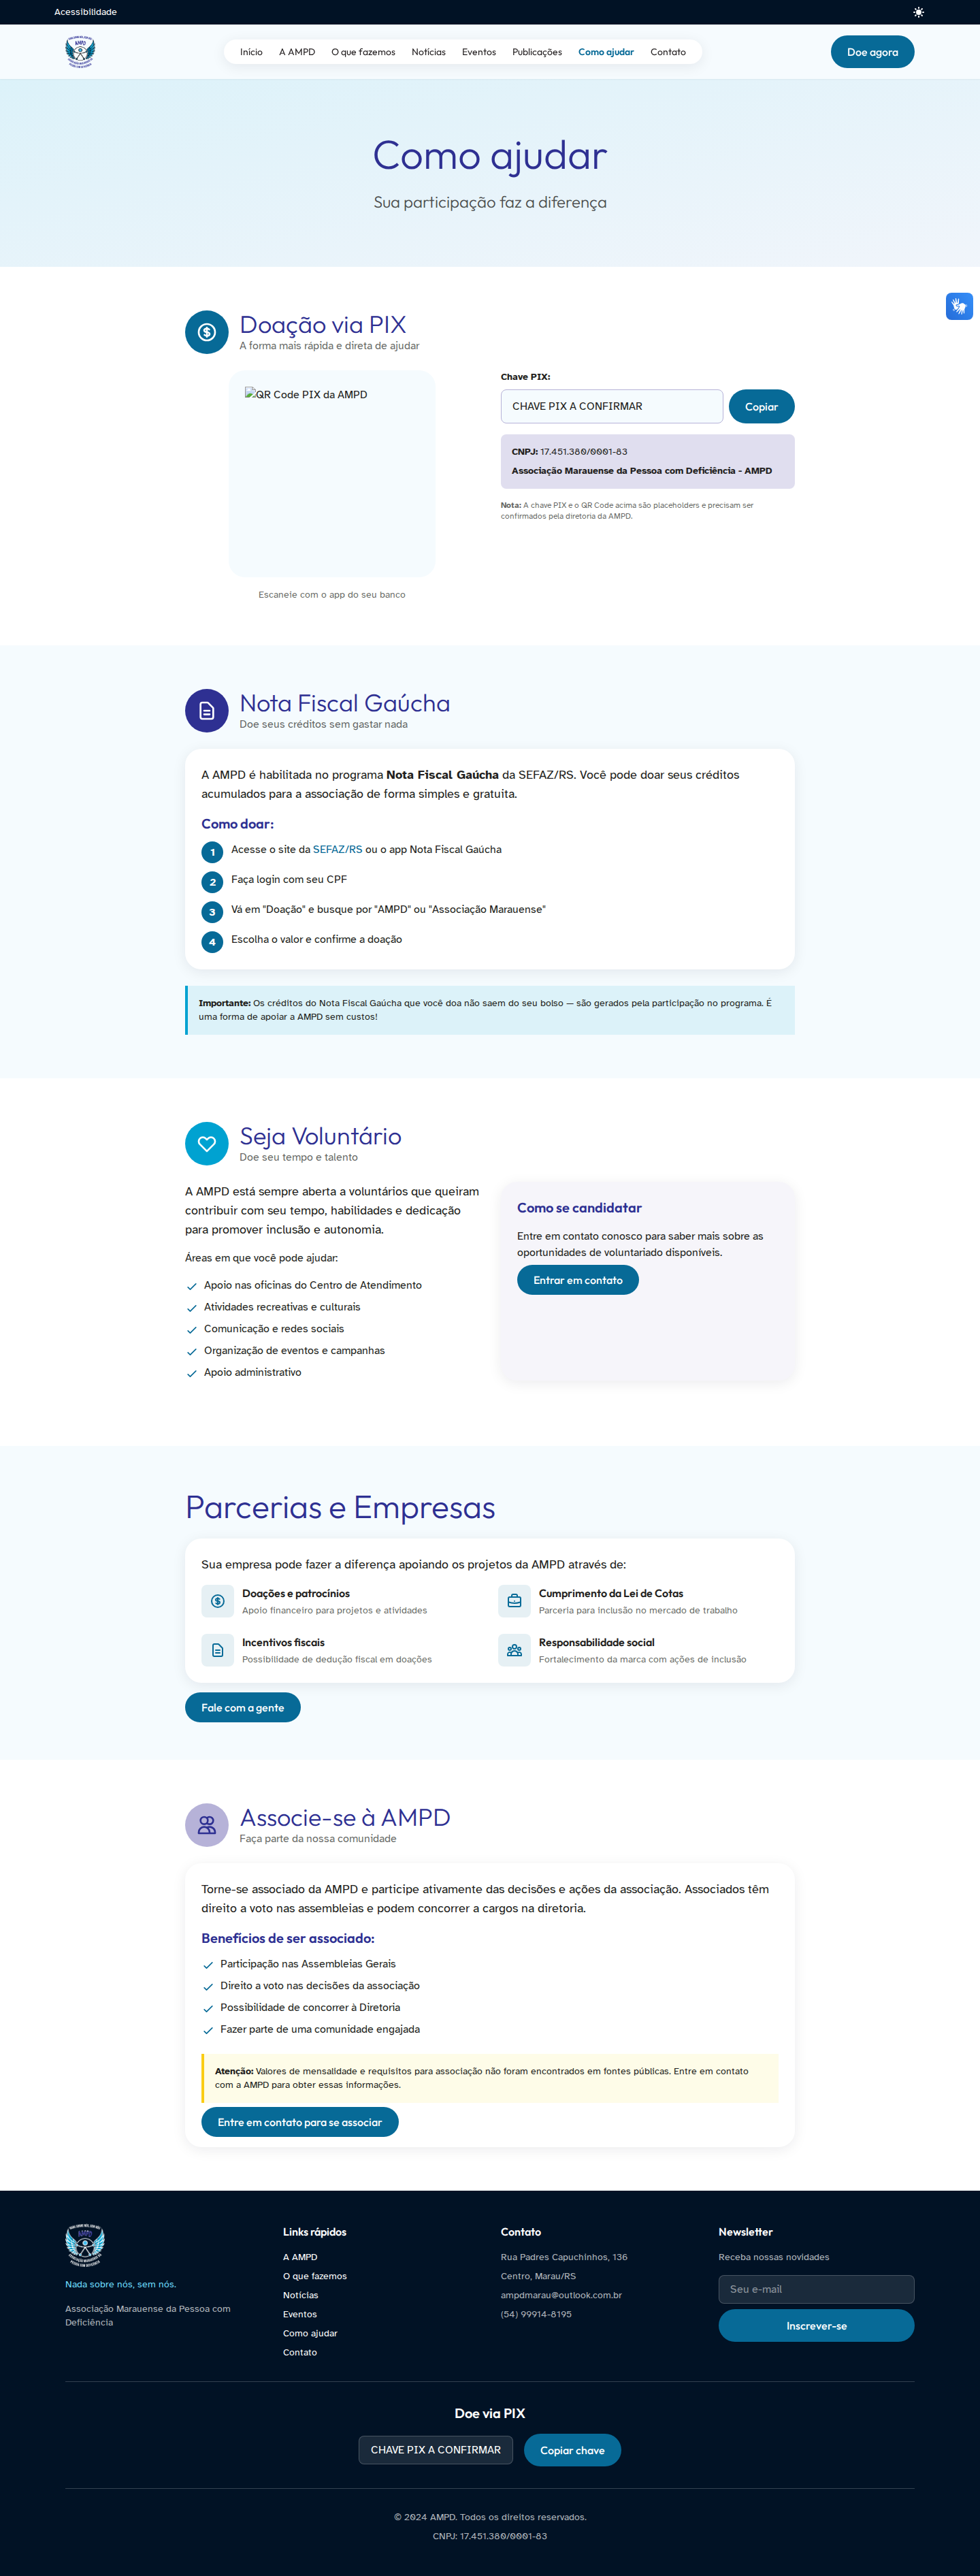 Acessibilidade
Início A AMPD O que fazemos Notícias Eventos Publicações Como ajudar Contato
Doe agora
Como ajudar
Sua participação faz a diferença
Doação via PIX
A forma mais rápida e direta de ajudar
QR Code PIX da AMPD
Escaneie com o app do seu banco
Chave PIX:
CHAVE PIX A CONFIRMAR
Copiar
CNPJ: 17.451.380/0001-83
Associação Marauense da Pessoa com Deficiência - AMPD
Nota: A chave PIX e o QR Code acima são placeholders e precisam ser
confirmados pela diretoria da AMPD.
Nota Fiscal Gaúcha
Doe seus créditos sem gastar nada
A AMPD é habilitada no programa Nota Fiscal Gaúcha da SEFAZ/RS. Você pode doar seus créditos
acumulados para a associação de forma simples e gratuita.
Como doar:
1 Acesse o site da SEFAZ/RS ou o app Nota Fiscal Gaúcha
2 Faça login com seu CPF
3 Vá em "Doação" e busque por "AMPD" ou "Associação Marauense"
4 Escolha o valor e confirme a doação
Importante: Os créditos do Nota Fiscal Gaúcha que você doa não saem do seu bolso — são gerados pela participação no programa. É
uma forma de apoiar a AMPD sem custos!
Seja Voluntário
Doe seu tempo e talento
A AMPD está sempre aberta a voluntários que queiram
contribuir com seu tempo, habilidades e dedicação
para promover inclusão e autonomia.
Áreas em que você pode ajudar:
Apoio nas oficinas do Centro de Atendimento
Atividades recreativas e culturais
Comunicação e redes sociais
Organização de eventos e campanhas
Apoio administrativo
Como se candidatar
Entre em contato conosco para saber mais sobre as
oportunidades de voluntariado disponíveis.
Entrar em contato
Parcerias e Empresas
Sua empresa pode fazer a diferença apoiando os projetos da AMPD através de:
Doações e patrocínios
Apoio financeiro para projetos e atividades
Cumprimento da Lei de Cotas
Parceria para inclusão no mercado de trabalho
Incentivos fiscais
Possibilidade de dedução fiscal em doações
Responsabilidade social
Fortalecimento da marca com ações de inclusão
Fale com a gente
Associe-se à AMPD
Faça parte da nossa comunidade
Torne-se associado da AMPD e participe ativamente das decisões e ações da associação. Associados têm
direito a voto nas assembleias e podem concorrer a cargos na diretoria.
Benefícios de ser associado:
Participação nas Assembleias Gerais
Direito a voto nas decisões da associação
Possibilidade de concorrer à Diretoria
Fazer parte de uma comunidade engajada
Atenção: Valores de mensalidade e requisitos para associação não foram encontrados em fontes públicas. Entre em contato
com a AMPD para obter essas informações.
Entre em contato para se associar
Nada sobre nós, sem nós.
Associação Marauense da Pessoa com
Deficiência
Links rápidos
A AMPD
O que fazemos
Notícias
Eventos
Como ajudar
Contato
Contato
Rua Padres Capuchinhos, 136
Centro, Marau/RS
ampdmarau@outlook.com.br
(54) 99914-8195
Newsletter
Receba nossas novidades
Seu e-mail
Inscrever-se
Doe via PIX
CHAVE PIX A CONFIRMAR
Copiar chave
© 2024 AMPD. Todos os direitos reservados.
CNPJ: 17.451.380/0001-83